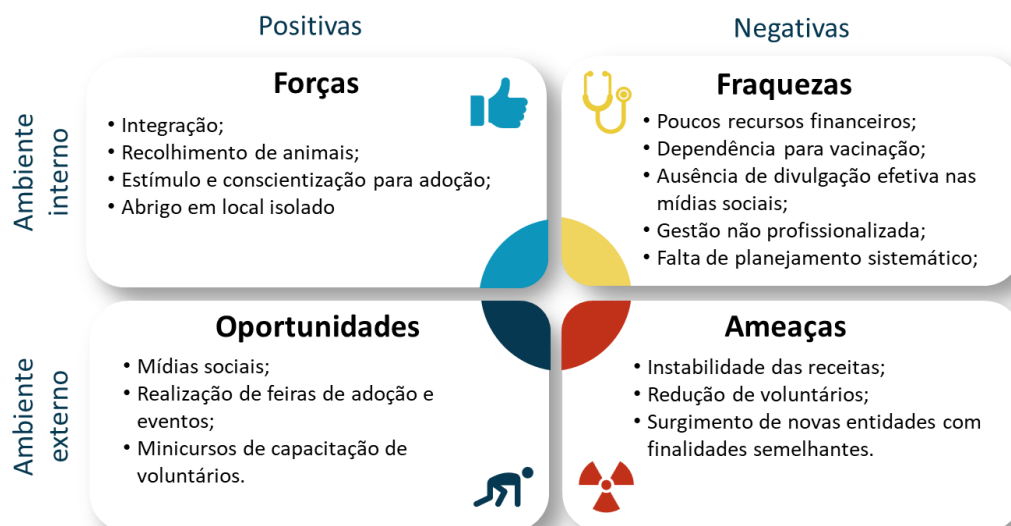 Positivas
Negativas
Ambiente
interno
Forças
• Integração;
• Recolhimento de animais;
• Estímulo e conscientização para adoção;
• Abrigo em local isolado
Fraquezas
• Poucos recursos financeiros;
• Dependência para vacinação;
• Ausência de divulgação efetiva nas
mídias sociais;
• Gestão não profissionalizada;
• Falta de planejamento sistemático;
Ambiente
externo
Oportunidades
• Mídias sociais;
• Realização de feiras de adoção e
eventos;
• Minicursos de capacitação de
voluntários.
Ameaças
• Instabilidade das receitas;
• Redução de voluntários;
• Surgimento de novas entidades com
finalidades semelhantes.